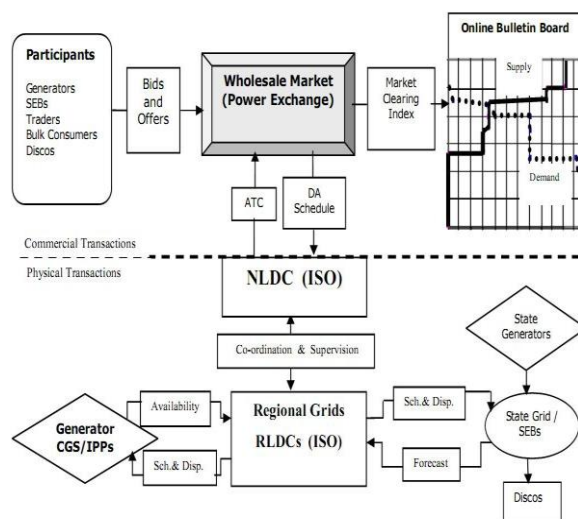 Participants
Generators
SEBs
Traders
Bulk Consumers
Discos
Bids
and
Offers
Wholesale Market
(Power Exchange)
Market
Clearing
Index
Online Bulletin Board
Supply
Demand
ATC
DA
Schedule
Commercial Transactions
Physical Transactions
NLDC (ISO)
Co-ordination & Supervision
State
Generators
Generator
CGS/IPPs
Availability
Sch.& Disp.
Regional Grids
RLDCs (ISO)
Sch.& Disp.
Forecast
State Grid /
SEBs
Discos